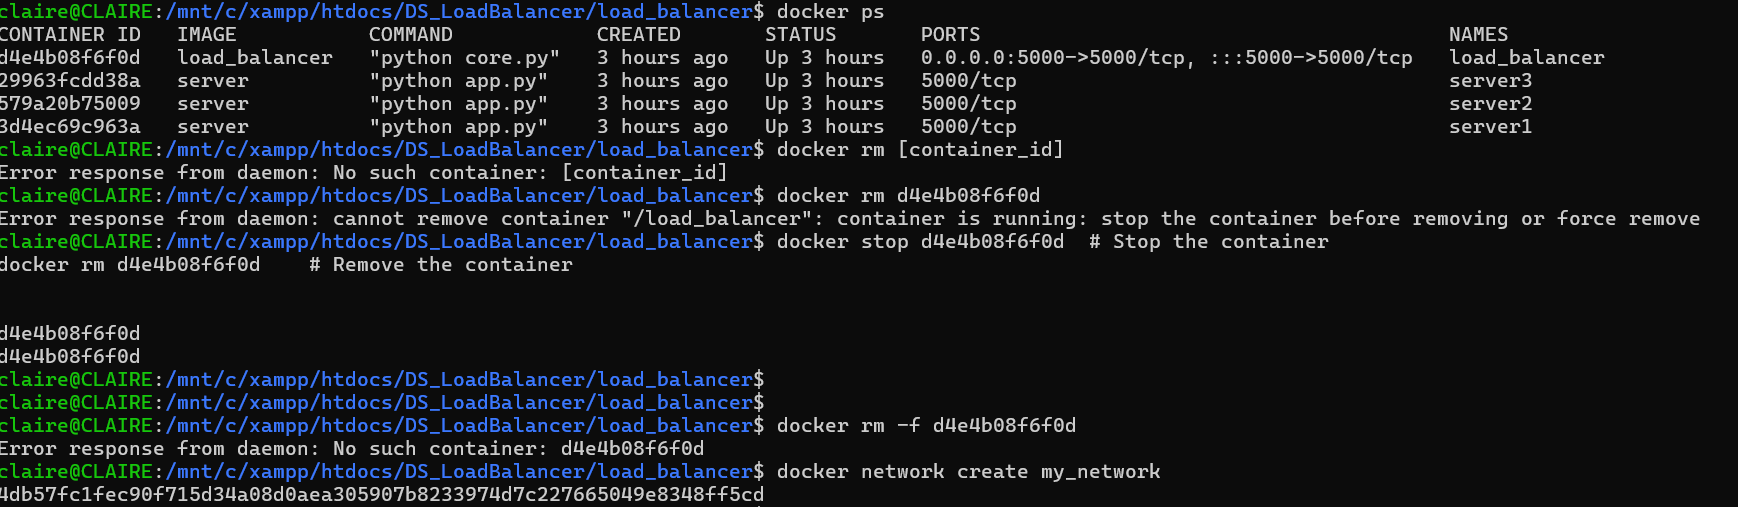 claire@CLAIRE:/mnt/c/xampp/htdocs/DS_LoadBalancer/load_balancer$ docker ps
CONTAINER ID   IMAGE           COMMAND            CREATED       STATUS       PORTS                                       NAMES
d4e4b08f6f0d   load_balancer   "python core.py"   3 hours ago   Up 3 hours   0.0.0.0:5000->5000/tcp, :::5000->5000/tcp   load_balancer
29963fcdd38a   server          "python app.py"    3 hours ago   Up 3 hours   5000/tcp                                    server3
579a20b75009   server          "python app.py"    3 hours ago   Up 3 hours   5000/tcp                                    server2
3d4ec69c963a   server          "python app.py"    3 hours ago   Up 3 hours   5000/tcp                                    server1
claire@CLAIRE:/mnt/c/xampp/htdocs/DS_LoadBalancer/load_balancer$ docker rm [container_id]
Error response from daemon: No such container: [container_id]
claire@CLAIRE:/mnt/c/xampp/htdocs/DS_LoadBalancer/load_balancer$ docker rm d4e4b08f6f0d
Error response from daemon: cannot remove container "/load_balancer": container is running: stop the container before removing or force remove
claire@CLAIRE:/mnt/c/xampp/htdocs/DS_LoadBalancer/load_balancer$ docker stop d4e4b08f6f0d  # Stop the container
docker rm d4e4b08f6f0d    # Remove the container
d4e4b08f6f0d
d4e4b08f6f0d
claire@CLAIRE:/mnt/c/xampp/htdocs/DS_LoadBalancer/load_balancer$
claire@CLAIRE:/mnt/c/xampp/htdocs/DS_LoadBalancer/load_balancer$
claire@CLAIRE:/mnt/c/xampp/htdocs/DS_LoadBalancer/load_balancer$ docker rm -f d4e4b08f6f0d
Error response from daemon: No such container: d4e4b08f6f0d
claire@CLAIRE:/mnt/c/xampp/htdocs/DS_LoadBalancer/load_balancer$ docker network create my_network
4db57fc1fec90f715d34a08d0aea305907b8233974d7c227665049e8348ff5cd